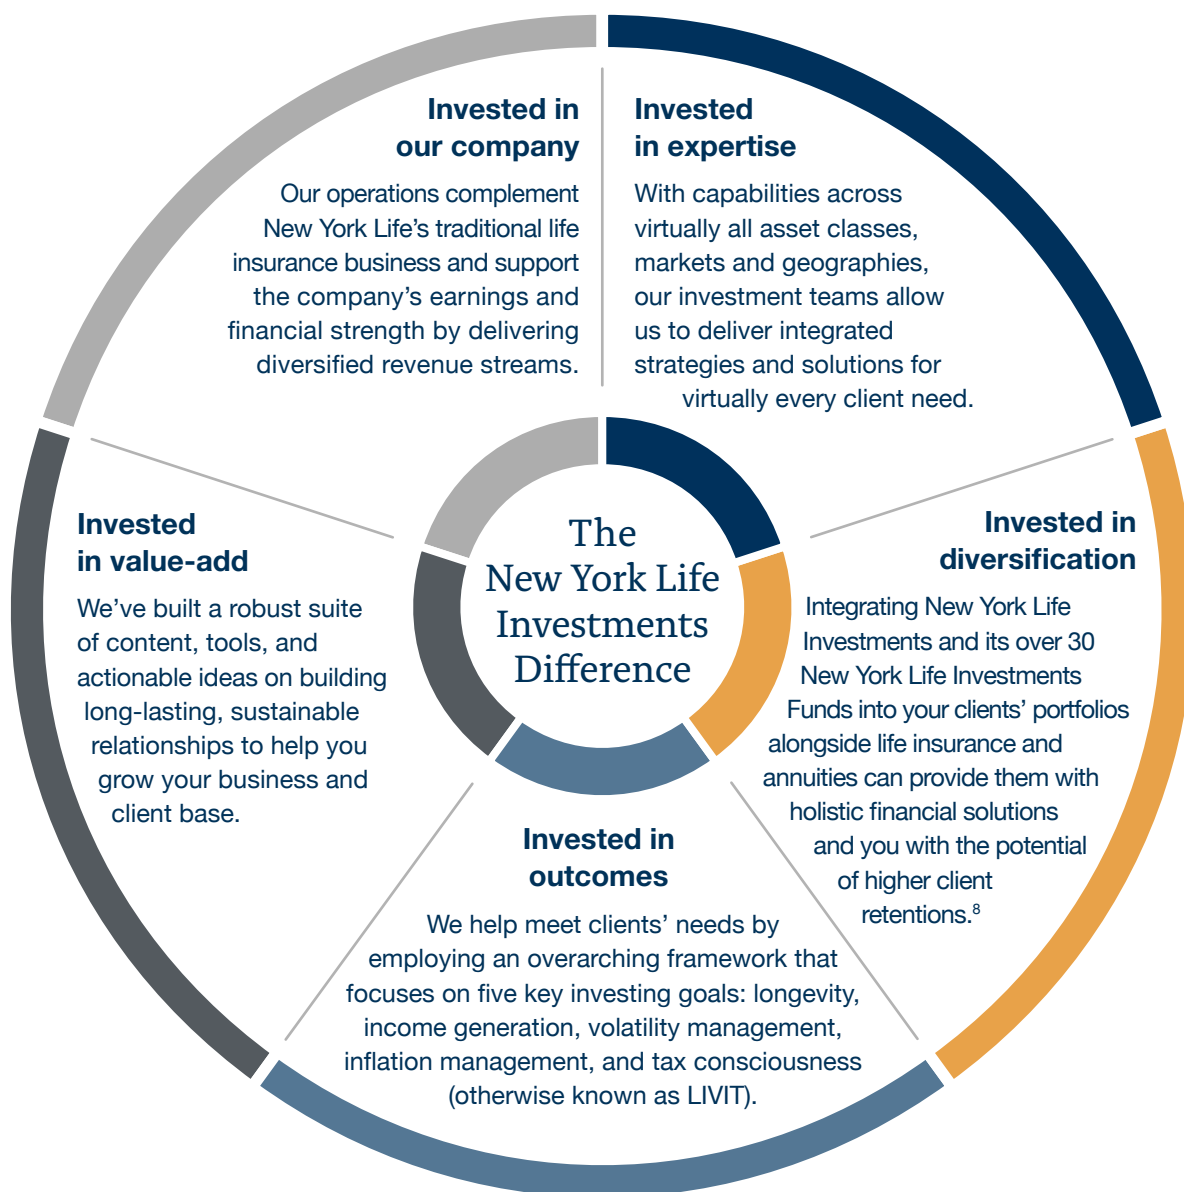 Invested in
our company
Our operations complement
New York Life's traditional life
insurance business and support
the company's earnings and
financial strength by delivering
diversified revenue streams.
Invested
in expertise
With capabilities across
virtually all asset classes,
markets and geographies,
our investment teams allow
us to deliver integrated
strategies and solutions for
virtually every client need.
Invested in
diversification
Integrating New York Life
Investments and its over 30
New York Life Investments
Funds into your clients' portfolios
alongside life insurance and
annuities can provide them with
holistic financial solutions
and you with the potential
of higher client
retentions.⁸
Invested in
outcomes
We help meet clients' needs by
employing an overarching framework that
focuses on five key investing goals: longevity,
income generation, volatility management,
inflation management, and tax consciousness
(otherwise known as LIVIT).
Invested
in value-add
We've built a robust suite
of content, tools, and
actionable ideas on building
long-lasting, sustainable
relationships to help you
grow your business and
client base.
The
New York Life
Investments
Difference